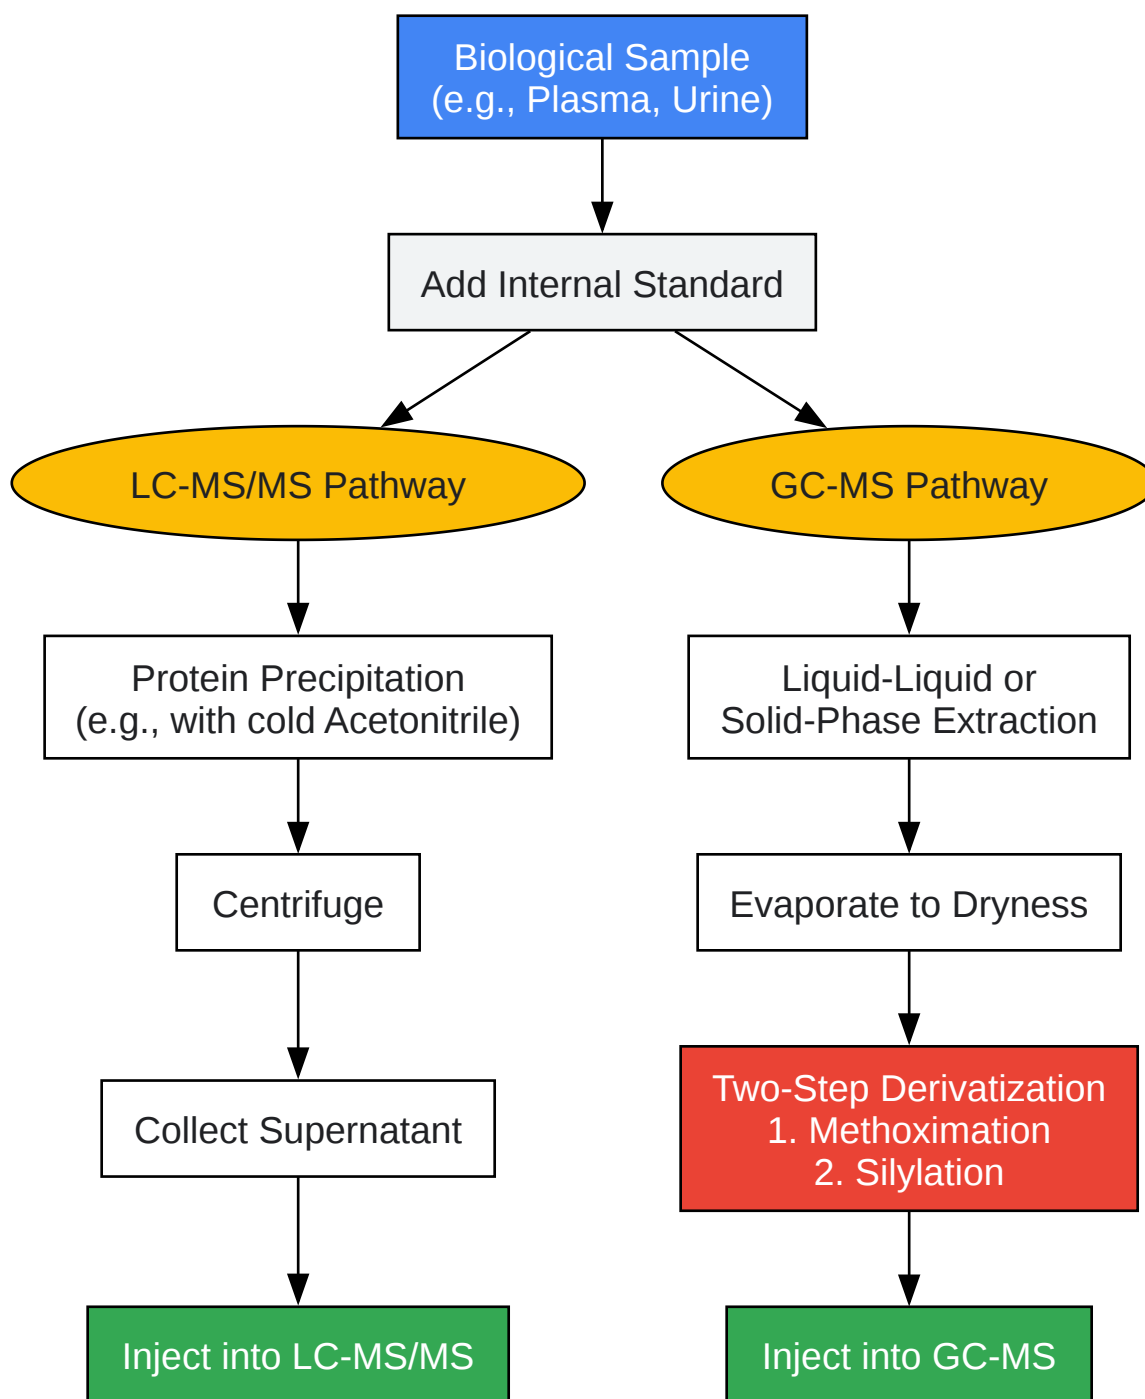 Biological Sample
(e.g., Plasma, Urine)
Add Internal Standard
LC-MS/MS Pathway
GC-MS Pathway
Protein Precipitation
(e.g., with cold Acetonitrile)
Liquid-Liquid or
Solid-Phase Extraction
Centrifuge
Evaporate to Dryness
Collect Supernatant
Two-Step Derivatization
1. Methoximation
2. Silylation
Inject into LC-MS/MS
Inject into GC-MS